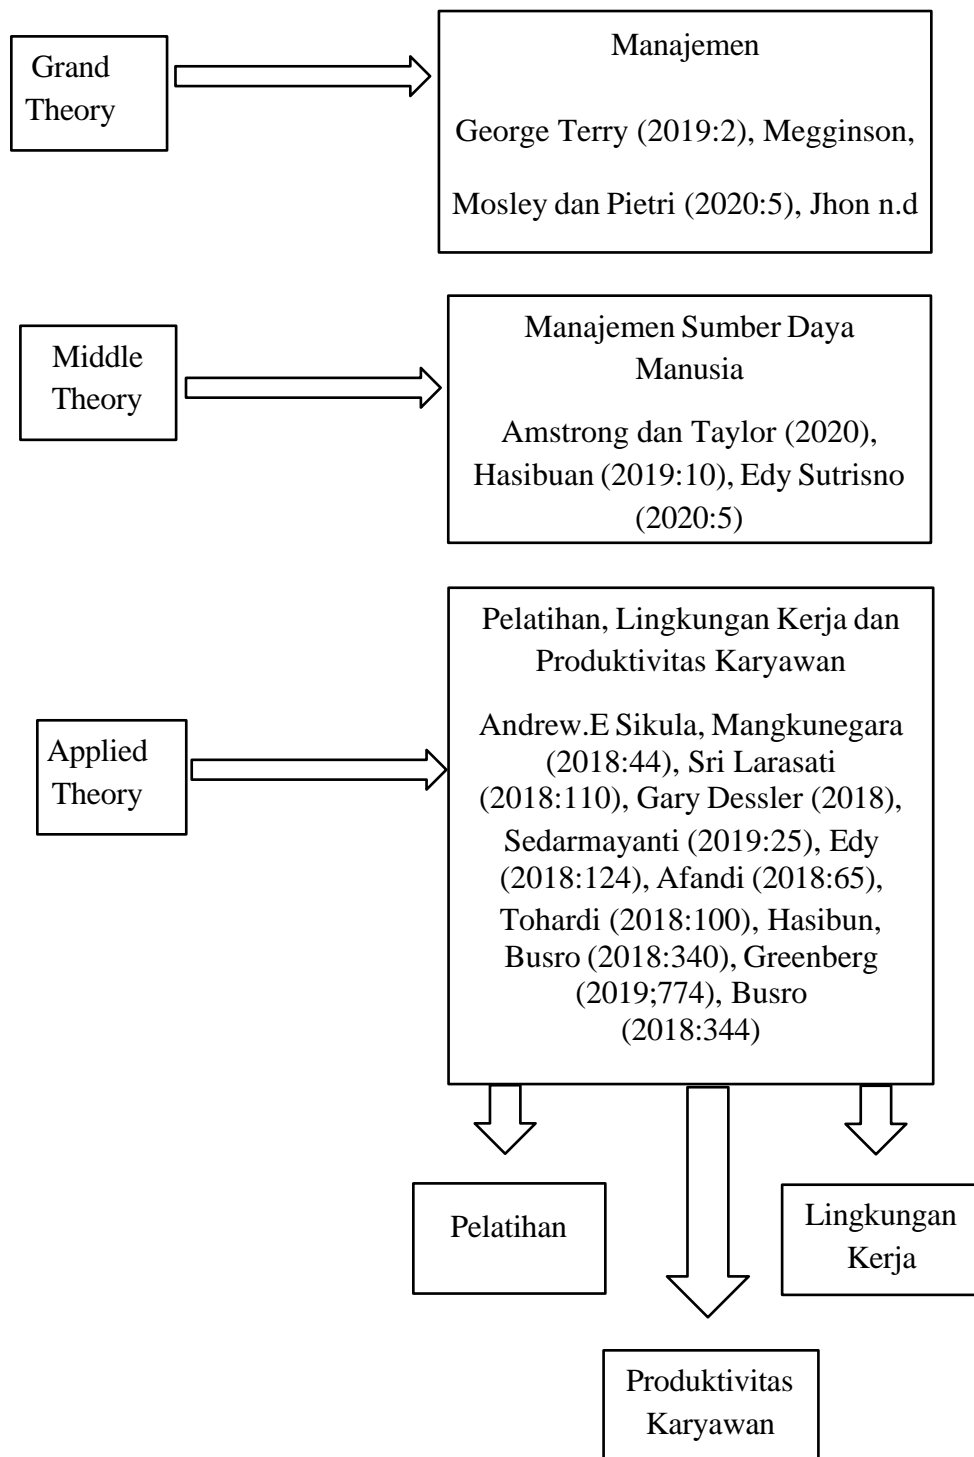 Grand
Theory
Manajemen
George Terry (2019:2), Megginson,
Mosley dan Pietri (2020:5), Jhon n.d
Middle
Theory
Manajemen Sumber Daya
Manusia
Amstrong dan Taylor (2020),
Hasibuan (2019:10), Edy Sutrisno
(2020:5)
Applied
Theory
Pelatihan, Lingkungan Kerja dan
Produktivitas Karyawan
Andrew.E Sikula, Mangkunegara
(2018:44), Sri Larasati
(2018:110), Gary Dessler (2018),
Sedarmayanti (2019:25), Edy
(2018:124), Afandi (2018:65),
Tohardi (2018:100), Hasibun,
Busro (2018:340), Greenberg
(2019;774), Busro
(2018:344)
Pelatihan
Lingkungan
Kerja
Produktivitas
Karyawan